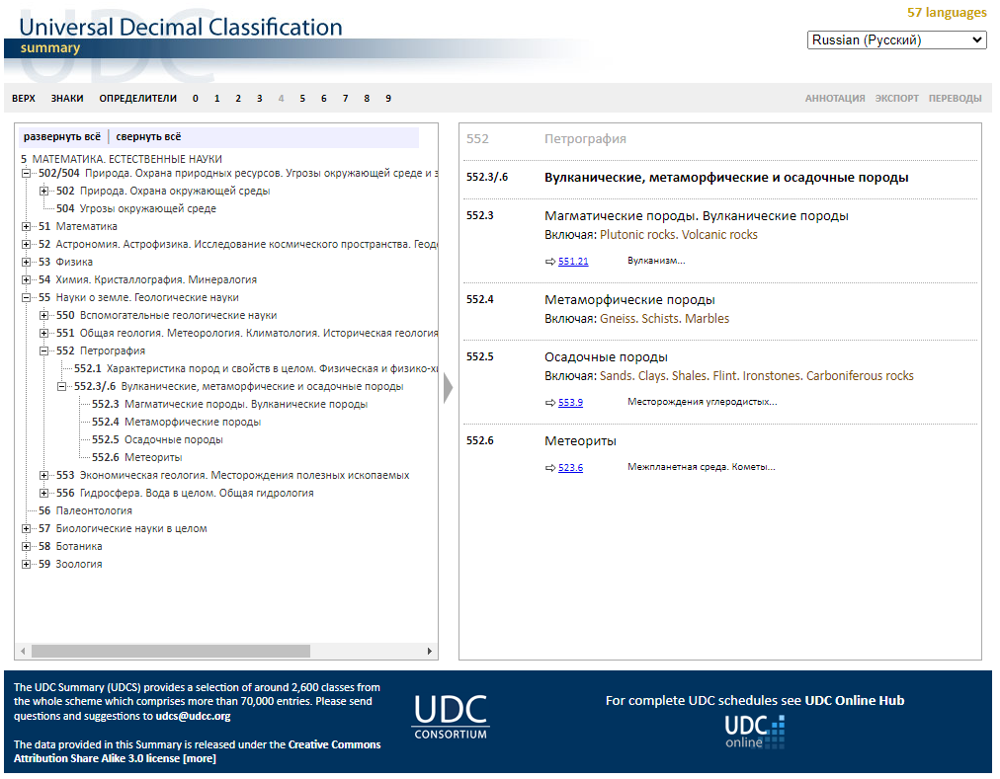 57 languages
Universal Decimal Classification
summary
UDC
Russian (Русский)
ВЕРХ ЗНАКИ ОПРЕДЕЛИТЕЛИ 0 1 2 3 4 5 6 7 8 9
АННОТАЦИЯ ЭКСПОРТ ПЕРЕВОДЫ
развернуть всё | свернуть всё
5 МАТЕМАТИКА. ЕСТЕСТВЕННЫЕ НАУКИ
502/504 Природа. Охрана природных ресурсов. Угрозы окружающей среде и з
502 Природа. Охрана окружающей среды
504 Угрозы окружающей среде
51 Математика
52 Астрономия. Астрофизика. Исследование космического пространства. Геод
53 Физика
54 Химия. Кристаллография. Минералогия
55 Науки о земле. Геологические науки
550 Вспомогательные геологические науки
551 Общая геология. Метеорология. Климатология. Историческая геология
552 Петрография
552.1 Характеристика пород и свойств в целом. Физическая и физико-хи
552.3/.6 Вулканические, метаморфические и осадочные породы
552.3 Магматические породы. Вулканические породы
552.4 Метаморфические породы
552.5 Осадочные породы
552.6 Метеориты
553 Экономическая геология. Месторождения полезных ископаемых
556 Гидросфера. Вода в целом. Общая гидрология
56 Палеонтология
57 Биологические науки в целом
58 Ботаника
59 Зоология
552 Петрография
552.3/.6 Вулканические, метаморфические и осадочные породы
552.3 Магматические породы. Вулканические породы
Включая: Plutonic rocks. Volcanic rocks
⇨ 551.21 Вулканизм...
552.4 Метаморфические породы
Включая: Gneiss. Schists. Marbles
552.5 Осадочные породы
Включая: Sands. Clays. Shales. Flint. Ironstones. Carboniferous rocks
⇨ 553.9 Месторождения углеродистых...
552.6 Метеориты
⇨ 523.6 Межпланетная среда. Кометы...
The UDC Summary (UDCS) provides a selection of around 2,600 classes from
the whole scheme which comprises more than 70,000 entries. Please send
questions and suggestions to udcs@udcc.org
The data provided in this Summary is released under the Creative Commons
Attribution Share Alike 3.0 license [more]
UDC
CONSORTIUM
For complete UDC schedules see UDC Online Hub
UDC
online